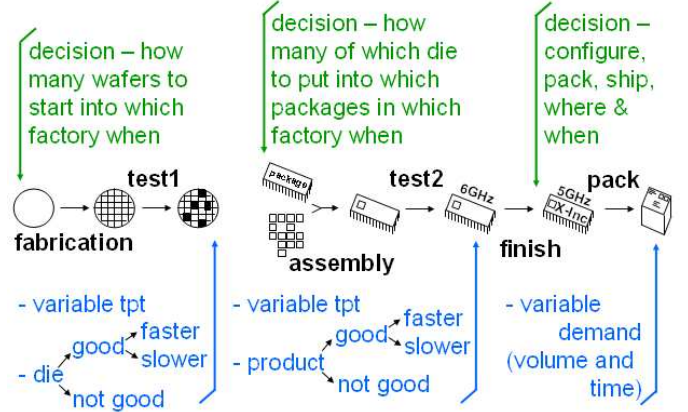 decision – how
many wafers to
start into which
factory when
decision – how
many of which die
to put into which
packages in which
factory when
decision –
configure,
pack, ship,
where &
when
test1
package
test2
6GHz
5GHz
X-Inc
pack
fabrication
assembly
finish
- variable tpt
- die
good
faster
slower
not good
- variable tpt
- product
good
faster
slower
not good
- variable
demand
(volume and
time)